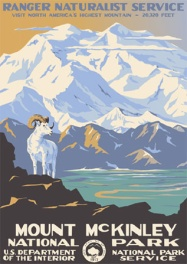 RANGER NATURALIST SERVICE
VISIT NORTH AMERICA'S HIGHEST MOUNTAIN – 20,320 FEET
MOUNT McKINLEY
NATIONAL PARK
U.S. DEPARTMENT OF THE INTERIOR
NATIONAL PARK SERVICE